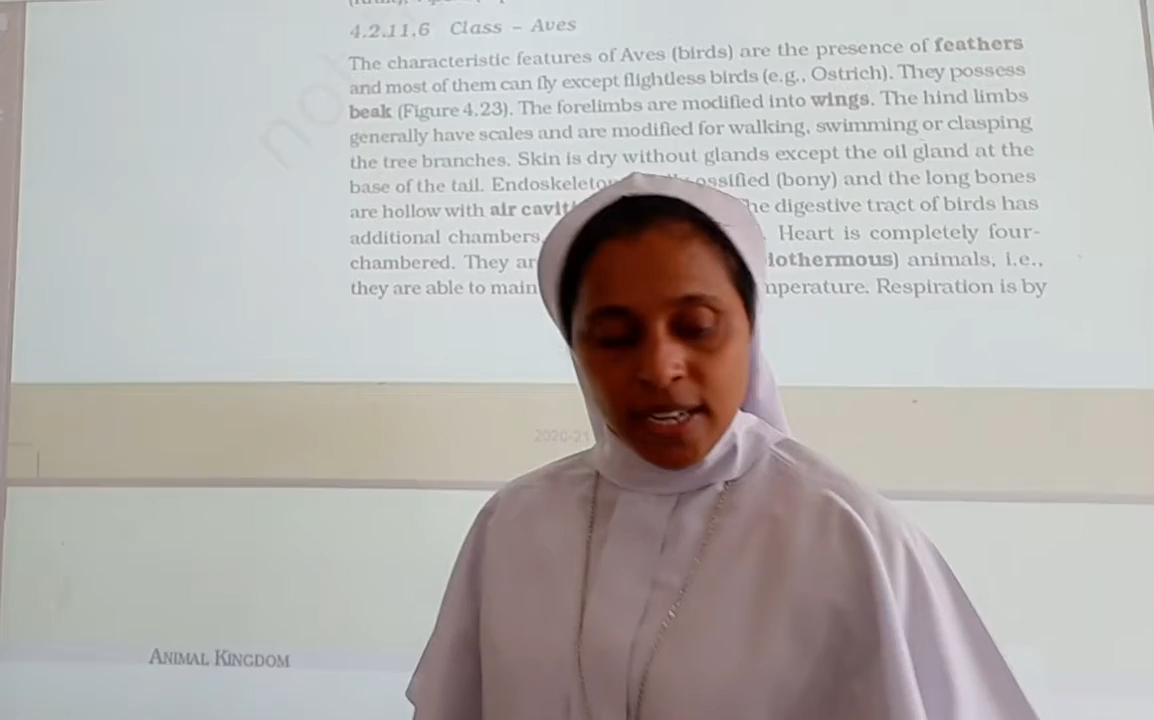 4.2.11.6 Class – Aves
The characteristic features of Aves (birds) are the presence of feathers
and most of them can fly except flightless birds (e.g., Ostrich). They possess
beak (Figure 4.23). The forelimbs are modified into wings. The hind limbs
generally have scales and are modified for walking, swimming or clasping
the tree branches. Skin is dry without glands except the oil gland at the
base of the tail. Endoskeleto ossified (bony) and the long bones
are hollow with air cavit he digestive tract of birds has
additional chambers, . Heart is completely four-
chambered. They ar iothermous) animals, i.e.,
they are able to main mperature. Respiration is by
2020-21
ANIMAL KINGDOM